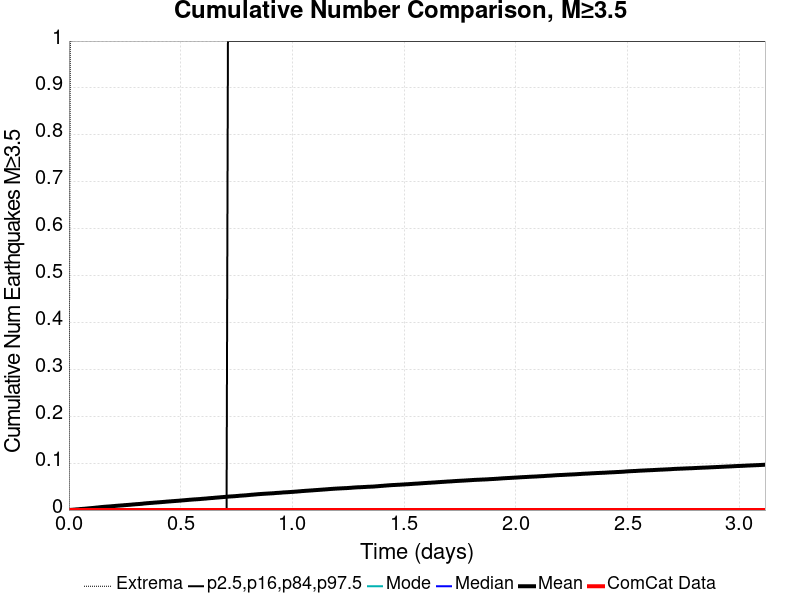 Cumulative Number Comparison, M≥3.5
Cumulative Num Earthquakes M≥3.5
1
0.9
0.8
0.7
0.6
0.5
0.4
0.3
0.2
0.1
0
0.0 0.5 1.0 1.5 2.0 2.5 3.0
Time (days)
Extrema p2.5,p16,p84,p97.5 Mode Median Mean ComCat Data